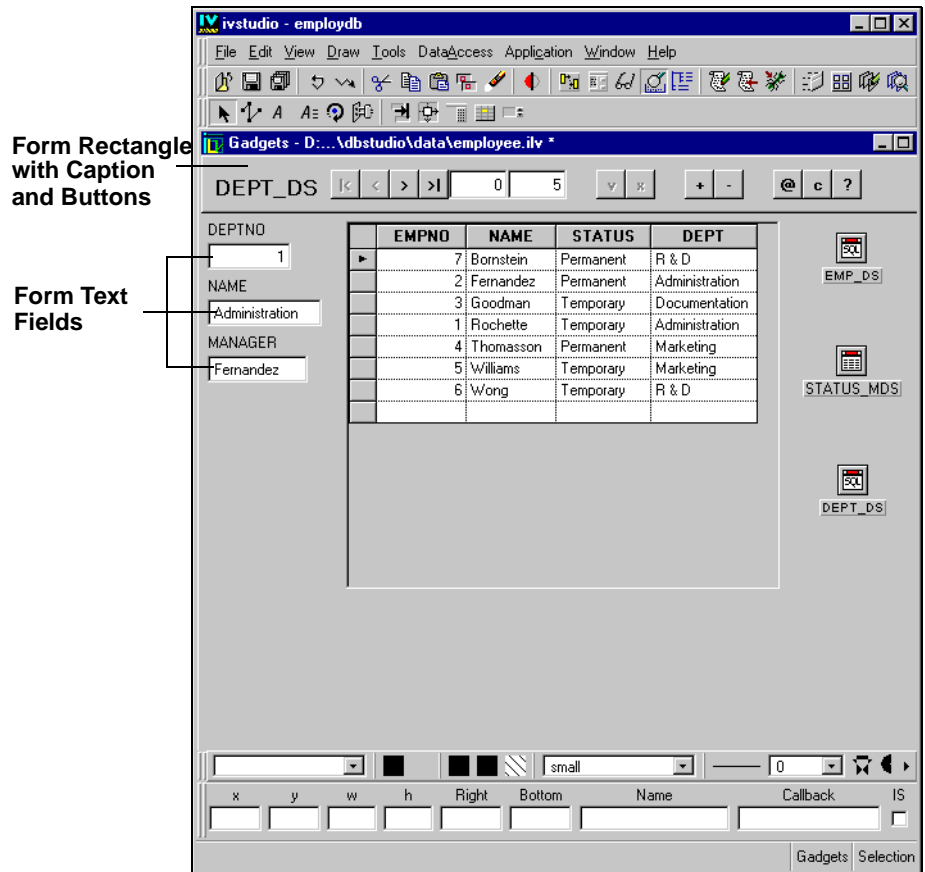 ivstudio - employdb
File Edit View Draw Tools DataAccess Application Window Help
Form Rectangle
with Caption
and Buttons
Gadgets - D:...\dbstudio\data\employee.ilv *
DEPT_DS |< < > >| 0 5 v x + - @ c ?
DEPTNO
1
NAME
Administration
MANAGER
Fernandez
Form Text
Fields
EMPNO NAME STATUS DEPT
7 Bornstein Permanent R & D
2 Fernandez Permanent Administration
3 Goodman Temporary Documentation
1 Rochette Temporary Administration
4 Thomasson Permanent Marketing
5 Williams Temporary Marketing
6 Wong Temporary R & D
SQL
EMP_DS
STATUS_MDS
SQL
DEPT_DS
small 0
x y w h Right Bottom Name Callback IS
Gadgets Selection